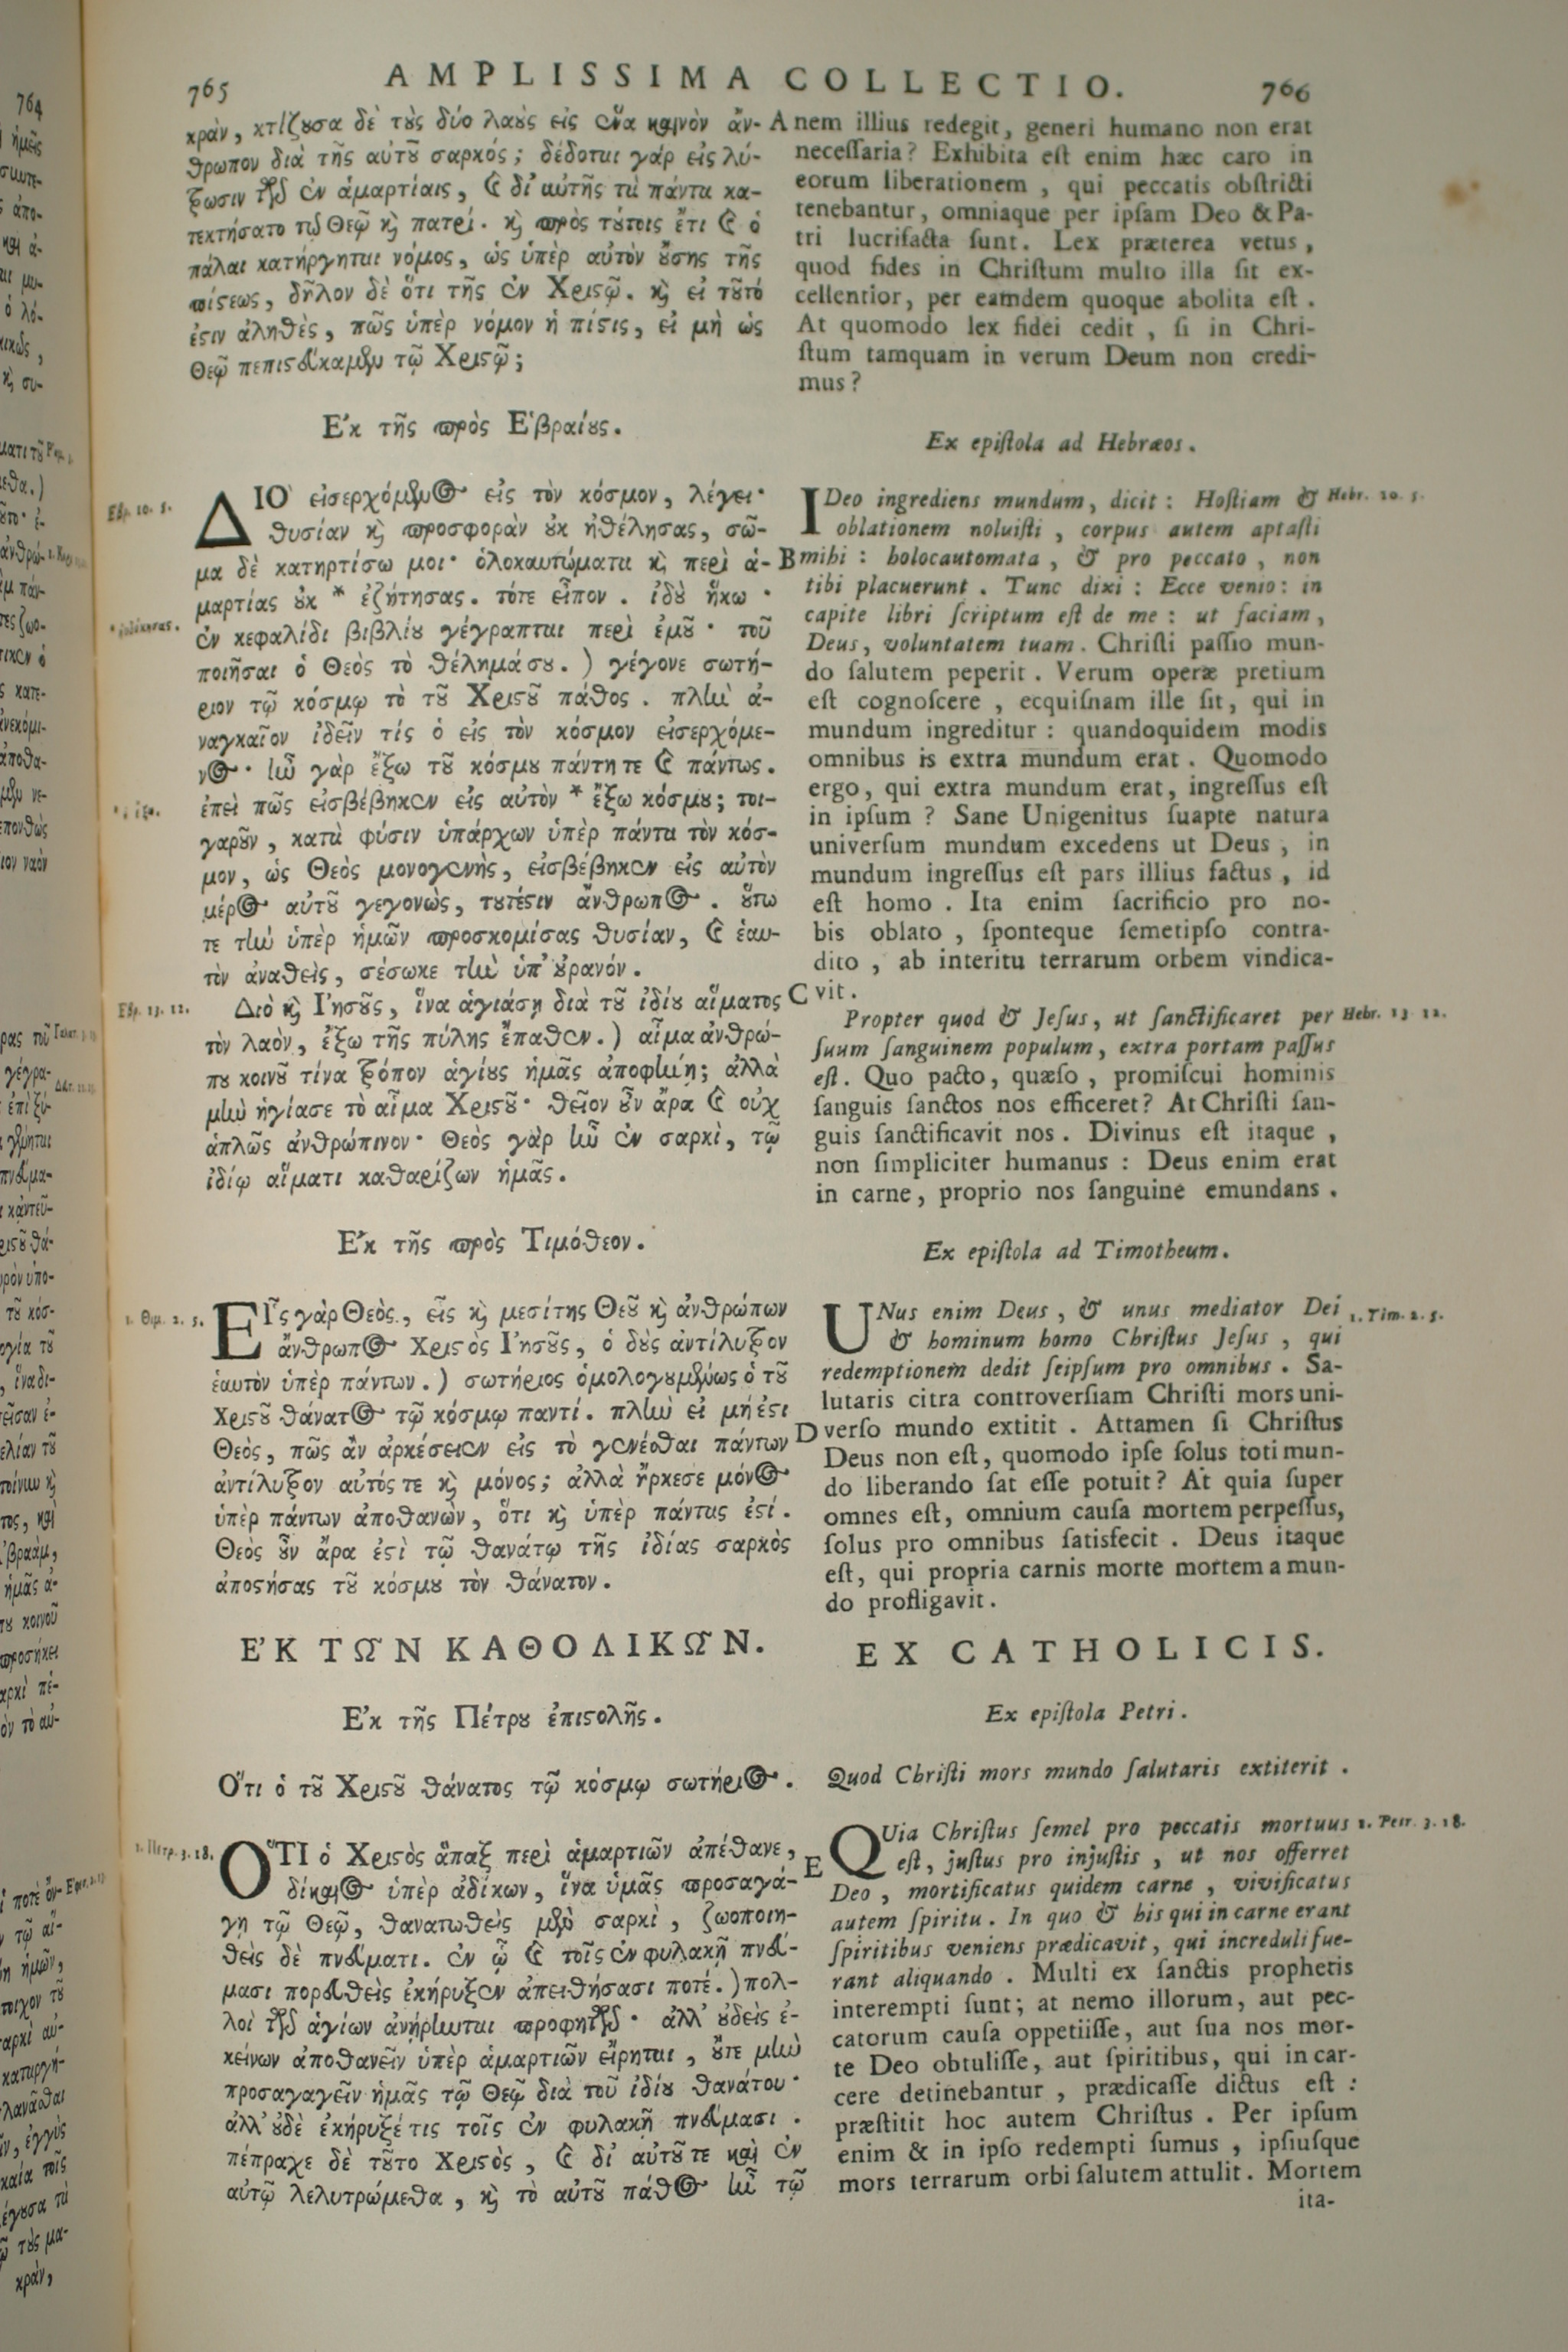 765
AMPLISSIMA COLLECTIO.
766
κρὰν, κτίζουσα δὲ τοὺς δύο λαοὺς εἰς ἕνα καινὸν ἄν-
θρωπον διὰ τῆς αὐτοῦ σαρκός; δέδοται γάρ εἰς λύ-
τρωσιν τῶν ἐν ἁμαρτίαις, καὶ δι' αὐτῆς τὰ πάντα κα-
τεκτήσατο τῷ Θεῷ καὶ πατρί. καὶ πρὸς τούτοις ἔτι καὶ ὁ
πάλαι κατήργηται νόμος, ὡς ὑπὲρ αὐτὸν οὔσης τῆς
πίστεως, δῆλον δὲ ὅτι τῆς ἐν Χριστῷ. καὶ εἰ τοῦτό
ἐστιν ἀληθὲς, πῶς ὑπὲρ νόμον ἡ πίστις, εἰ μὴ ὡς
Θεῷ πεπιστεύκαμεν τῷ Χριστῷ;
Ἐκ τῆς πρὸς Ἑβραίους.
Εβρ. 10. 5.
ΔΙΟ εἰσερχόμενος εἰς τὸν κόσμον, λέγει·
θυσίαν καὶ προσφορὰν οὐκ ἠθέλησας, σῶ-
μα δὲ κατηρτίσω μοι· ὁλοκαυτώματα καὶ περὶ ἁ-
μαρτίας οὐκ * ἐζήτησας. τότε εἶπον. ἰδοὺ ἥκω·
ἐν κεφαλίδι βιβλίου γέγραπται περὶ ἐμοῦ· τοῦ
ποιῆσαι ὁ Θεὸς τὸ θέλημά σου.) γέγονε σωτή-
ριον τῷ κόσμῳ τὸ τοῦ Χριστοῦ πάθος. πλὴν ἀ-
ναγκαῖον ἰδεῖν τίς ὁ εἰς τὸν κόσμον εἰσερχόμε-
νος· ἦν γὰρ ἔξω τοῦ κόσμου πάντη τε καὶ πάντως.
ἐπεὶ πῶς εἰσβέβηκεν εἰς αὐτὸν * ἔξω κόσμου; τοι-
γαροῦν, κατὰ φύσιν ὑπάρχων ὑπὲρ πάντα τὸν κόσ-
μον, ὡς Θεὸς μονογενὴς, εἰσβέβηκεν εἰς αὐτὸν
μέρος αὐτοῦ γεγονὼς, τουτέστιν ἄνθρωπος. οὕτω
τε τὴν ὑπὲρ ἡμῶν προσκομίσας θυσίαν, καὶ ἑαυ-
τὸν ἀναθεὶς, σέσωκε τὴν ὑπ' οὐρανόν.
Εβρ. 13. 12.
Διὸ καὶ Ἰησοῦς, ἵνα ἁγιάσῃ διὰ τοῦ ἰδίου αἵματος
τὸν λαὸν, ἔξω τῆς πύλης ἔπαθεν.) αἷμα ἀνθρώ-
που κοινοῦ τίνα τρόπον ἁγίους ἡμᾶς ἀποφήνῃ; ἀλλὰ
μὴν ἡγίασε τὸ αἷμα Χριστοῦ· θεῖον οὖν ἄρα καὶ οὐχ
ἁπλῶς ἀνθρώπινον· Θεὸς γὰρ ἦν ἐν σαρκὶ, τῷ
ἰδίῳ αἵματι καθαρίζων ἡμᾶς.
Ἐκ τῆς πρὸς Τιμόθεον.
1. Θιμ. 2. 5.
ΕἾς γὰρ Θεὸς, εἷς καὶ μεσίτης Θεοῦ καὶ ἀνθρώπων
ἄνθρωπος Χριστὸς Ἰησοῦς, ὁ δοὺς ἀντίλυτρον
ἑαυτὸν ὑπὲρ πάντων.) σωτήριος ὁμολογουμένως ὁ τοῦ
Χριστοῦ θάνατος τῷ κόσμῳ παντί. πλὴν εἰ μή ἐστι
Θεὸς, πῶς ἂν ἀρκέσειεν εἰς τὸ γενέσθαι πάντων
ἀντίλυτρον αὐτός τε καὶ μόνος; ἀλλὰ ἤρκεσε μόνος
ὑπὲρ πάντων ἀποθανὼν, ὅτι καὶ ὑπὲρ πάντας ἐστί.
Θεὸς οὖν ἄρα ἐστὶ τῷ θανάτῳ τῆς ἰδίας σαρκὸς
ἀποστήσας τοῦ κόσμου τὸν θάνατον.
ἘΚ ΤΩ͂Ν ΚΑΘΟΛΙΚΩ͂Ν.
Ἐκ τῆς Πέτρου ἐπιστολῆς.
Ὅτι ὁ τοῦ Χριστοῦ θάνατος τῷ κόσμῳ σωτήριος.
1. Πετρ. 3. 18.
ὍΤΙ ὁ Χριστὸς ἅπαξ περὶ ἁμαρτιῶν ἀπέθανε,
δίκαιος ὑπὲρ ἀδίκων, ἵνα ὑμᾶς προσαγά-
γῃ τῷ Θεῷ, θανατωθεὶς μὲν σαρκὶ, ζωοποιη-
θεὶς δὲ πνεύματι. ἐν ᾧ καὶ τοῖς ἐν φυλακῇ πνεύ-
μασι πορευθεὶς ἐκήρυξεν ἀπειθήσασι ποτέ.) πολ-
λοὶ τῶν ἁγίων ἀνῄρηνται προφητῶν· ἀλλ' οὐδεὶς ἐ-
κείνων ἀποθανεῖν ὑπὲρ ἁμαρτιῶν εἴρηται, οὔτε μὴν
προσαγαγεῖν ἡμᾶς τῷ Θεῷ διὰ τοῦ ἰδίου θανάτου·
ἀλλ' οὐδὲ ἐκήρυξέ τις τοῖς ἐν φυλακῇ πνεύμασι.
πέπραχε δὲ τοῦτο Χριστὸς, καὶ δι' αὐτοῦ τε καὶ ἐν
αὐτῷ λελυτρώμεθα, καὶ τὸ αὐτοῦ πάθος ἦν τῷ
A nem illius redegit, generi humano non erat
necessaria? Exhibita est enim hæc caro in
eorum liberationem, qui peccatis obstricti
tenebantur, omniaque per ipsam Deo & Pa-
tri lucrifacta sunt. Lex præterea vetus,
quod fides in Christum multo illa sit ex-
cellentior, per eamdem quoque abolita est.
At quomodo lex fidei cedit, si in Chri-
stum tamquam in verum Deum non credi-
mus?
Ex epistola ad Hebræos.
IDeo ingrediens mundum, dicit: Hostiam &
Hebr. 10. 5.
oblationem noluisti, corpus autem aptasti
B mihi: holocautomata, & pro peccato, non
tibi placuerunt. Tunc dixi: Ecce venio: in
capite libri scriptum est de me: ut faciam,
Deus, voluntatem tuam. Christi passio mun-
do salutem peperit. Verum operæ pretium
est cognoscere, ecquisnam ille sit, qui in
mundum ingreditur: quandoquidem modis
omnibus is extra mundum erat. Quomodo
ergo, qui extra mundum erat, ingressus est
in ipsum? Sane Unigenitus suapte natura
universum mundum excedens ut Deus, in
mundum ingressus est pars illius factus, id
est homo. Ita enim sacrificio pro no-
bis oblato, sponteque semetipso contra-
dito, ab interitu terrarum orbem vindica-
C vit.
Propter quod & Jesus, ut sanctificaret per
Hebr. 13 12.
suum sanguinem populum, extra portam passus
est. Quo pacto, quæso, promiscui hominis
sanguis sanctos nos efficeret? At Christi san-
guis sanctificavit nos. Divinus est itaque,
non simpliciter humanus: Deus enim erat
in carne, proprio nos sanguine emundans.
Ex epistola ad Timotheum.
UNus enim Deus, & unus mediator Dei
1. Tim. 2. 5.
& hominum homo Christus Jesus, qui
redemptionem dedit seipsum pro omnibus. Sa-
lutaris citra controversiam Christi mors uni-
D verso mundo extitit. Attamen si Christus
Deus non est, quomodo ipse solus toti mun-
do liberando sat esse potuit? At quia super
omnes est, omnium causa mortem perpessus,
solus pro omnibus satisfecit. Deus itaque
est, qui propria carnis morte mortem a mun-
do profligavit.
EX CATHOLICIS.
Ex epistola Petri.
Quod Christi mors mundo salutaris extiterit.
QUia Christus semel pro peccatis mortuus
1. Petr. 3. 18.
E est, justus pro injustis, ut nos offerret
Deo, mortificatus quidem carne, vivificatus
autem spiritu. In quo & his qui in carne erant
spiritibus veniens prædicavit, qui increduli fue-
rant aliquando. Multi ex sanctis prophetis
interempti sunt; at nemo illorum, aut pec-
catorum causa oppetiisse, aut sua nos mor-
te Deo obtulisse, aut spiritibus, qui in car-
cere detinebantur, prædicasse dictus est:
præstitit hoc autem Christus. Per ipsum
enim & in ipso redempti sumus, ipsiusque
mors terrarum orbi salutem attulit. Mortem
ita-